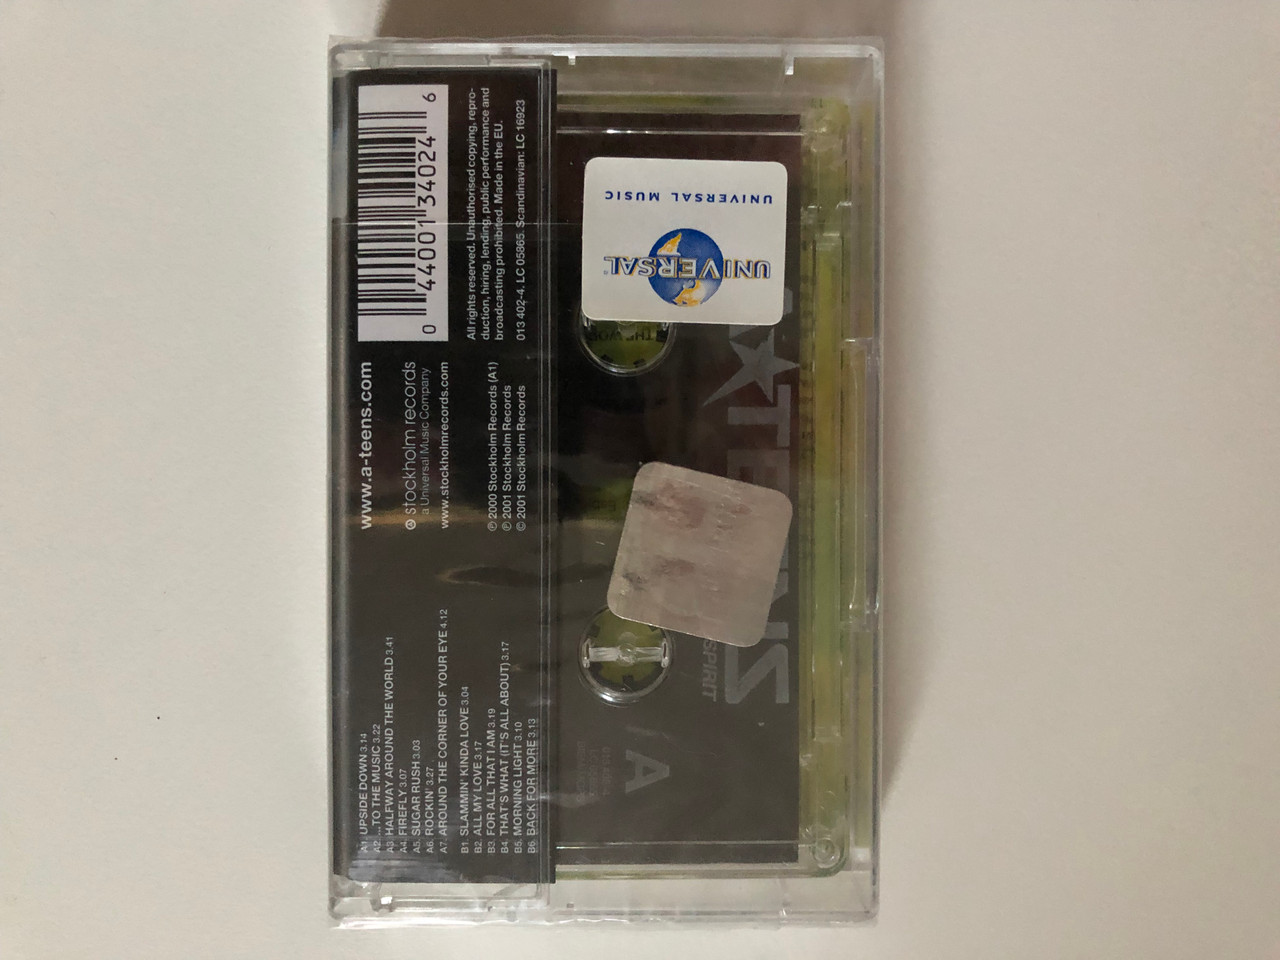 A1. UPSIDE DOWN 3.14
A2. ...TO THE MUSIC 3.22
A3. HALFWAY AROUND THE WORLD 3.41
A4. FIREFLY 3.07
A5. SUGAR RUSH 3.03
A6. ROCKIN' 3.27
A7. AROUND THE CORNER OF YOUR EYE 4.12
B1. SLAMMIN' KINDA LOVE 3.04
B2. ALL MY LOVE 3.17
B3. FOR ALL THAT I AM 3.19
B4. THAT'S WHAT (IT'S ALL ABOUT) 3.17
B5. MORNING LIGHT 3.10
B6. BACK FOR MORE 3.13
www.a-teens.com
stockholm records
a Universal Music Company
www.stockholmrecords.com
℗ 2000 Stockholm Records (A1)
℗ 2001 Stockholm Records
© 2001 Stockholm Records
0 44001 34024 6
All rights reserved. Unauthorised copying, repro-
duction, hiring, lending, public performance and
broadcasting prohibited. Made in the EU.
013 402-4. LC 05865. Scandinavian: LC 16923
UNIVERSAL
UNIVERSAL MUSIC
A★TEENS
SPIRIT
A